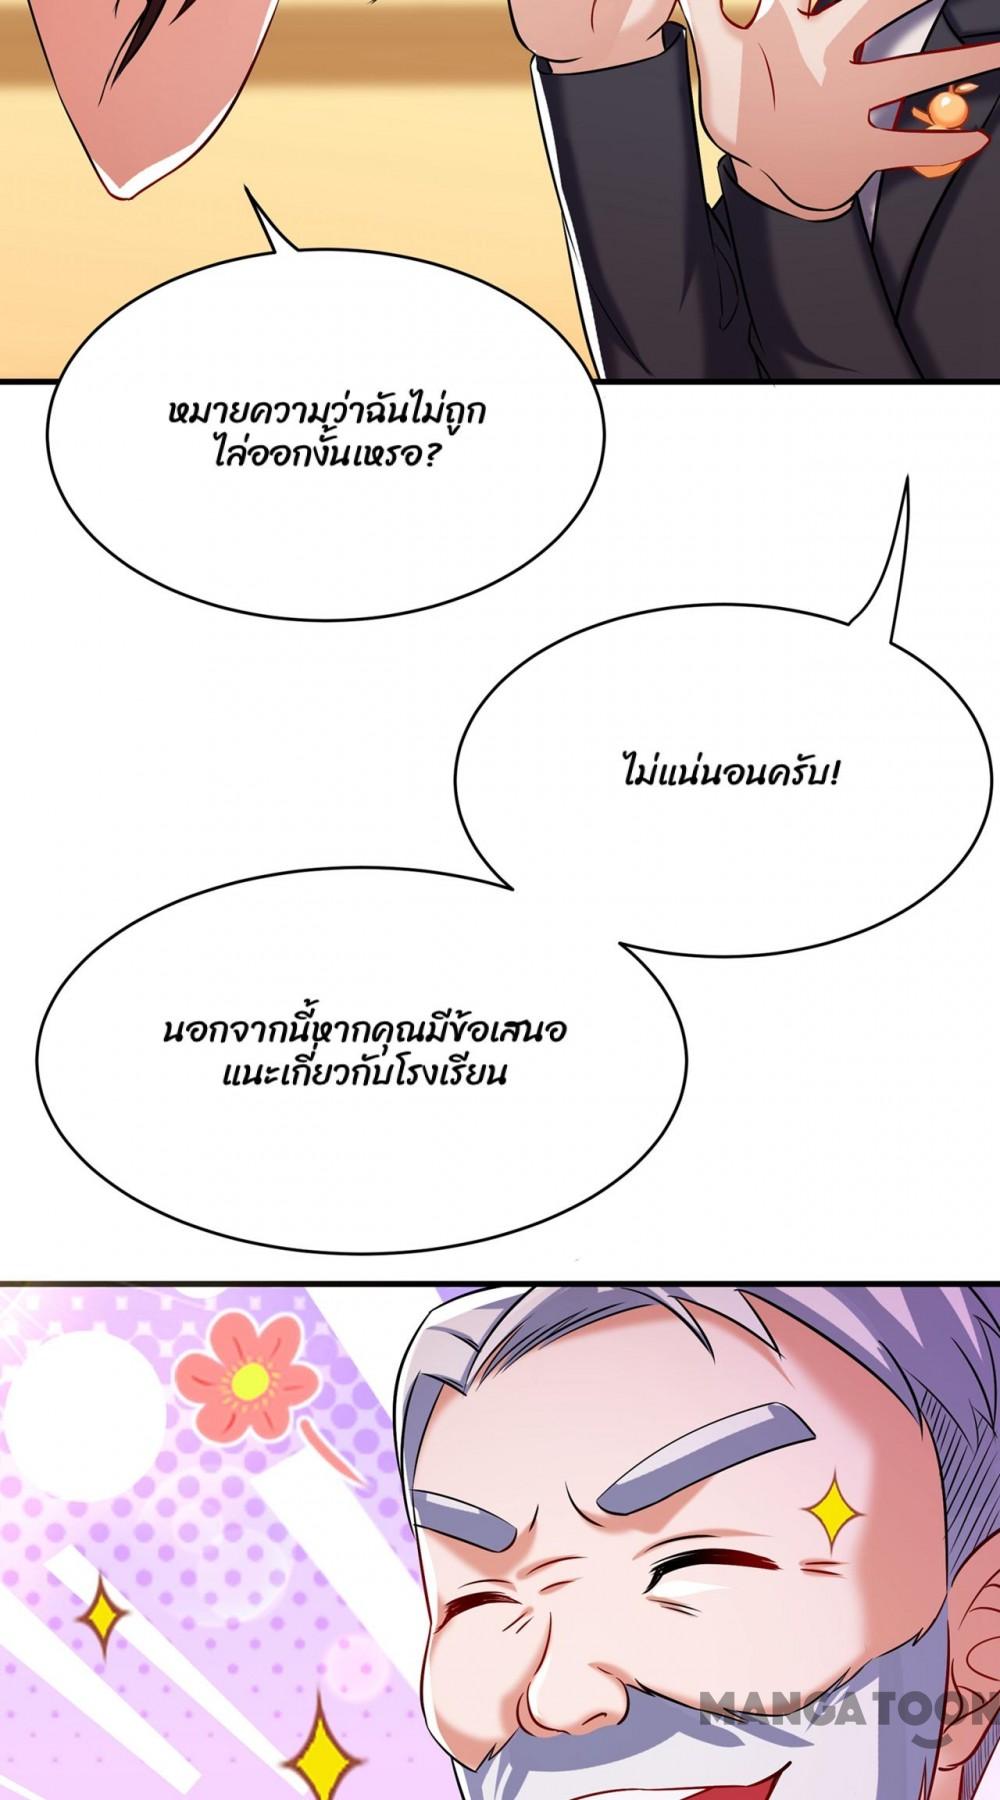 หมายความว่าฉันไม่ถูก
ไล่ออกงั้นเหรอ?
ไม่แน่นอนครับ!
นอกจากนี้หากคุณมีข้อเสนอ
แนะเกี่ยวกับโรงเรียน
MANGATOON